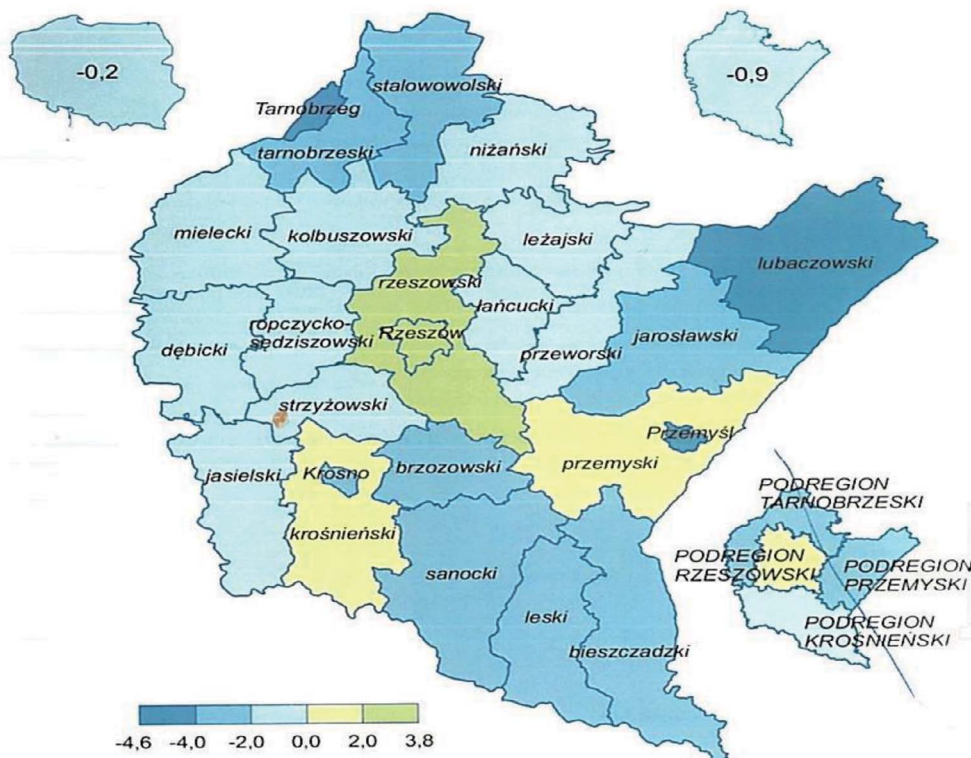 -0,2
-0,9
stalowowolski
Tarnobrzeg
tarnobrzeski
niżański
mielecki
kolbuszowski
leżajski
lubaczowski
rzeszowski
łańcucki
ropczycko-
sędziszowski
Rzeszów
jarosławski
dębicki
przeworski
strzyżowski
Przemyśl
jasielski
Krosno
brzozowski
przemyski
krośnieński
sanocki
leski
bieszczadzki
PODREGION
TARNOBRZESKI
PODREGION
RZESZOWSKI
PODREGION
PRZEMYSKI
PODREGION
KROŚNIEŃSKI
-4,6 -4,0 -2,0 0,0 2,0 3,8